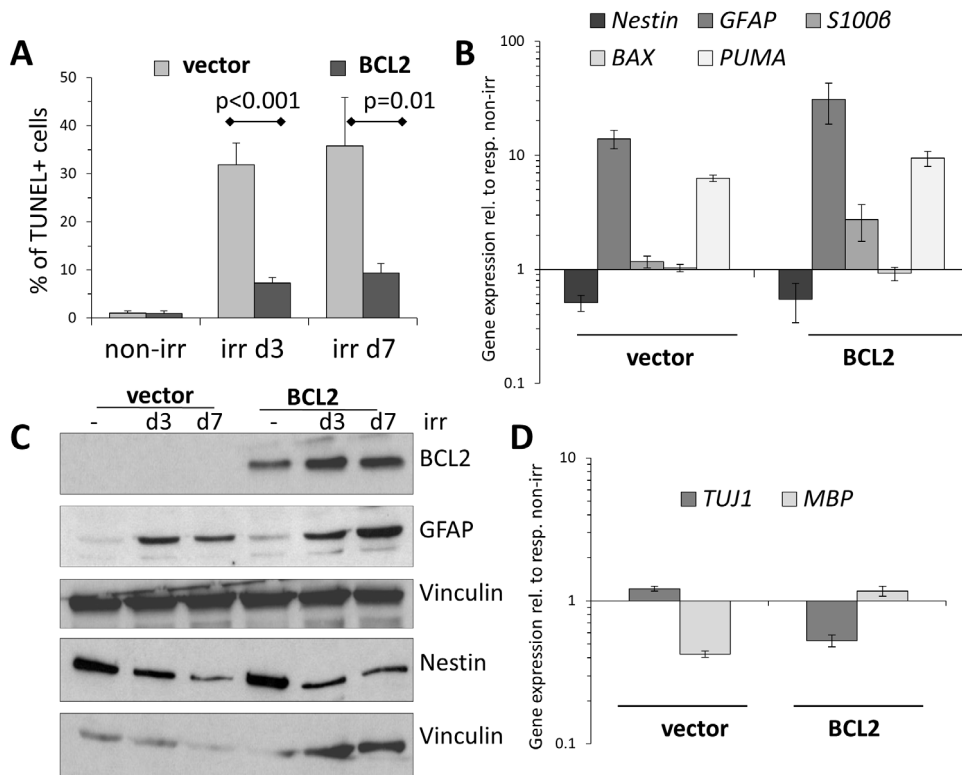 A
vector
BCL2
p<0.001
p=0.01
% of TUNEL+ cells
50
40
30
20
10
0
non-irr
irr d3
irr d7
B
Nestin
GFAP
S100β
BAX
PUMA
Gene expression rel. to respect. non-irr
100
10
1
0.1
vector
BCL2
C
vector
BCL2
- d3 d7 - d3 d7 irr
BCL2
GFAP
Vinculin
Nestin
Vinculin
D
TUJ1
MBP
Gene expression rel. to resp. non-irr
10
1
0.1
vector
BCL2